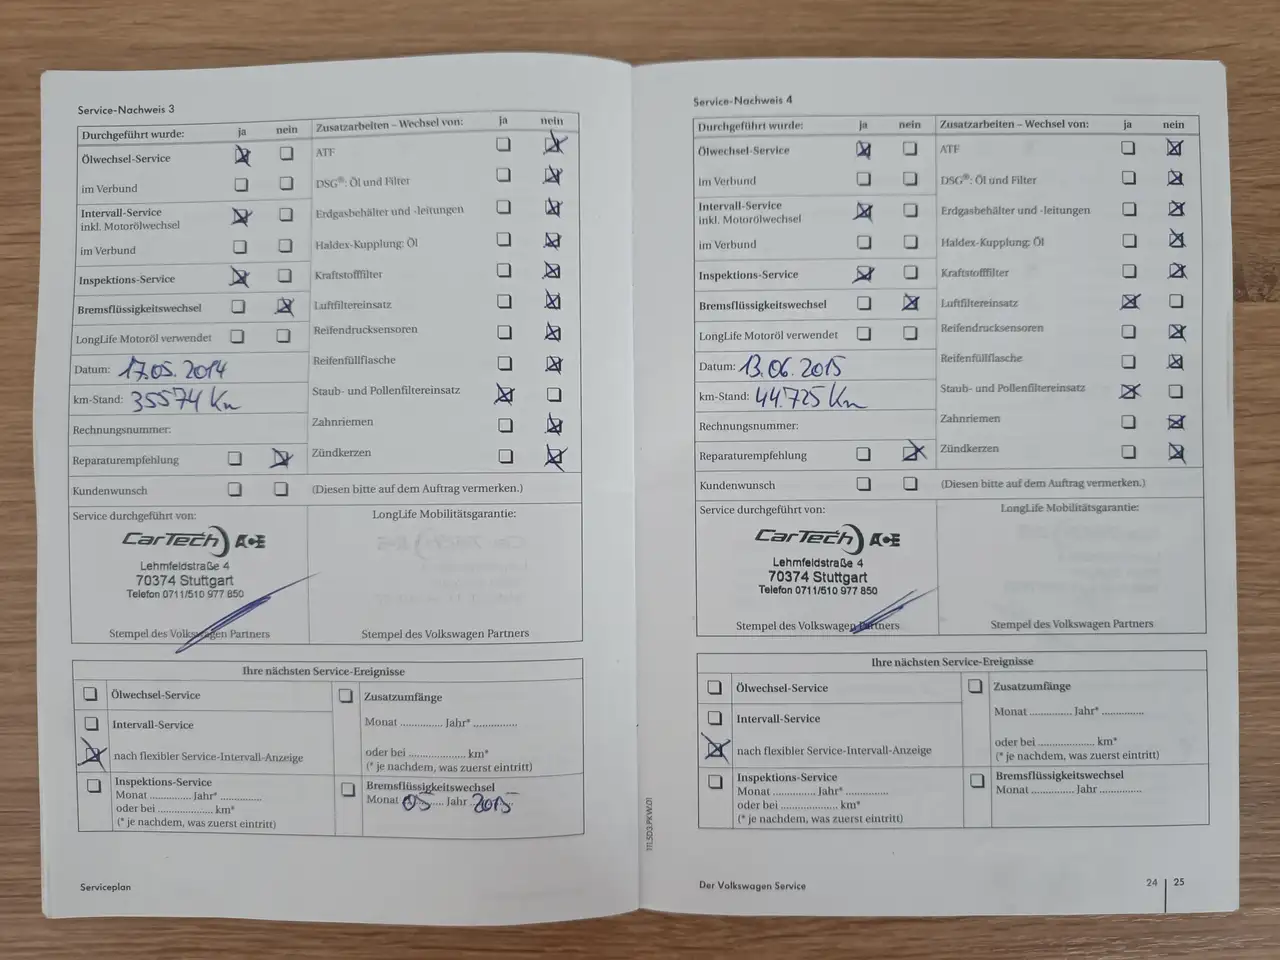 Service-Nachweis 3
Durchgeführt wurde: ja nein
Ölwechsel-Service
im Verbund
Intervall-Service
inkl. Motorölwechsel
im Verbund
Inspektions-Service
Bremsflüssigkeitswechsel
LongLife Motoröl verwendet
Datum: 17.05.2014
km-Stand: 35574 Km
Rechnungsnummer:
Reparaturempfehlung
Kundenwunsch
Zusatzarbeiten – Wechsel von: ja nein
ATF
DSG®: Öl und Filter
Erdgasbehälter und -leitungen
Haldex-Kupplung: Öl
Kraftstofffilter
Luftfiltereinsatz
Reifendrucksensoren
Reifenfüllflasche
Staub- und Pollenfiltereinsatz
Zahnriemen
Zündkerzen
(Diesen bitte auf dem Auftrag vermerken.)
Service durchgeführt von:
CarTech ACE
Lehmfeldstraße 4
70374 Stuttgart
Telefon 0711/510 977 850
Stempel des Volkswagen Partners
LongLife Mobilitätsgarantie:
Stempel des Volkswagen Partners
Ihre nächsten Service-Ereignisse
Ölwechsel-Service
Intervall-Service
nach flexibler Service-Intervall-Anzeige
Inspektions-Service
Monat .............. Jahr* ..............
oder bei ........................ km*
(* je nachdem, was zuerst eintritt)
Zusatzumfänge
Monat .............. Jahr* ...............
oder bei ........................ km*
(* je nachdem, was zuerst eintritt)
Bremsflüssigkeitswechsel
Monat 05 Jahr 2015
Serviceplan
Service-Nachweis 4
Durchgeführt wurde: ja nein
Ölwechsel-Service
im Verbund
Intervall-Service
inkl. Motorölwechsel
im Verbund
Inspektions-Service
Bremsflüssigkeitswechsel
LongLife Motoröl verwendet
Datum: 13.06.2015
km-Stand: 44.725 Km
Rechnungsnummer:
Reparaturempfehlung
Kundenwunsch
Zusatzarbeiten – Wechsel von: ja nein
ATF
DSG®: Öl und Filter
Erdgasbehälter und -leitungen
Haldex-Kupplung: Öl
Kraftstofffilter
Luftfiltereinsatz
Reifendrucksensoren
Reifenfüllflasche
Staub- und Pollenfiltereinsatz
Zahnriemen
Zündkerzen
(Diesen bitte auf dem Auftrag vermerken.)
Service durchgeführt von:
CarTech ACE
Lehmfeldstraße 4
70374 Stuttgart
Telefon 0711/510 977 850
Stempel des Volkswagen Partners
LongLife Mobilitätsgarantie:
Stempel des Volkswagen Partners
Ihre nächsten Service-Ereignisse
Ölwechsel-Service
Intervall-Service
nach flexibler Service-Intervall-Anzeige
Inspektions-Service
Monat .............. Jahr* ..............
oder bei ........................ km*
(* je nachdem, was zuerst eintritt)
Zusatzumfänge
Monat .............. Jahr* ..............
oder bei ........................ km*
(* je nachdem, was zuerst eintritt)
Bremsflüssigkeitswechsel
Monat .............. Jahr ..............
Der Volkswagen Service
24 25